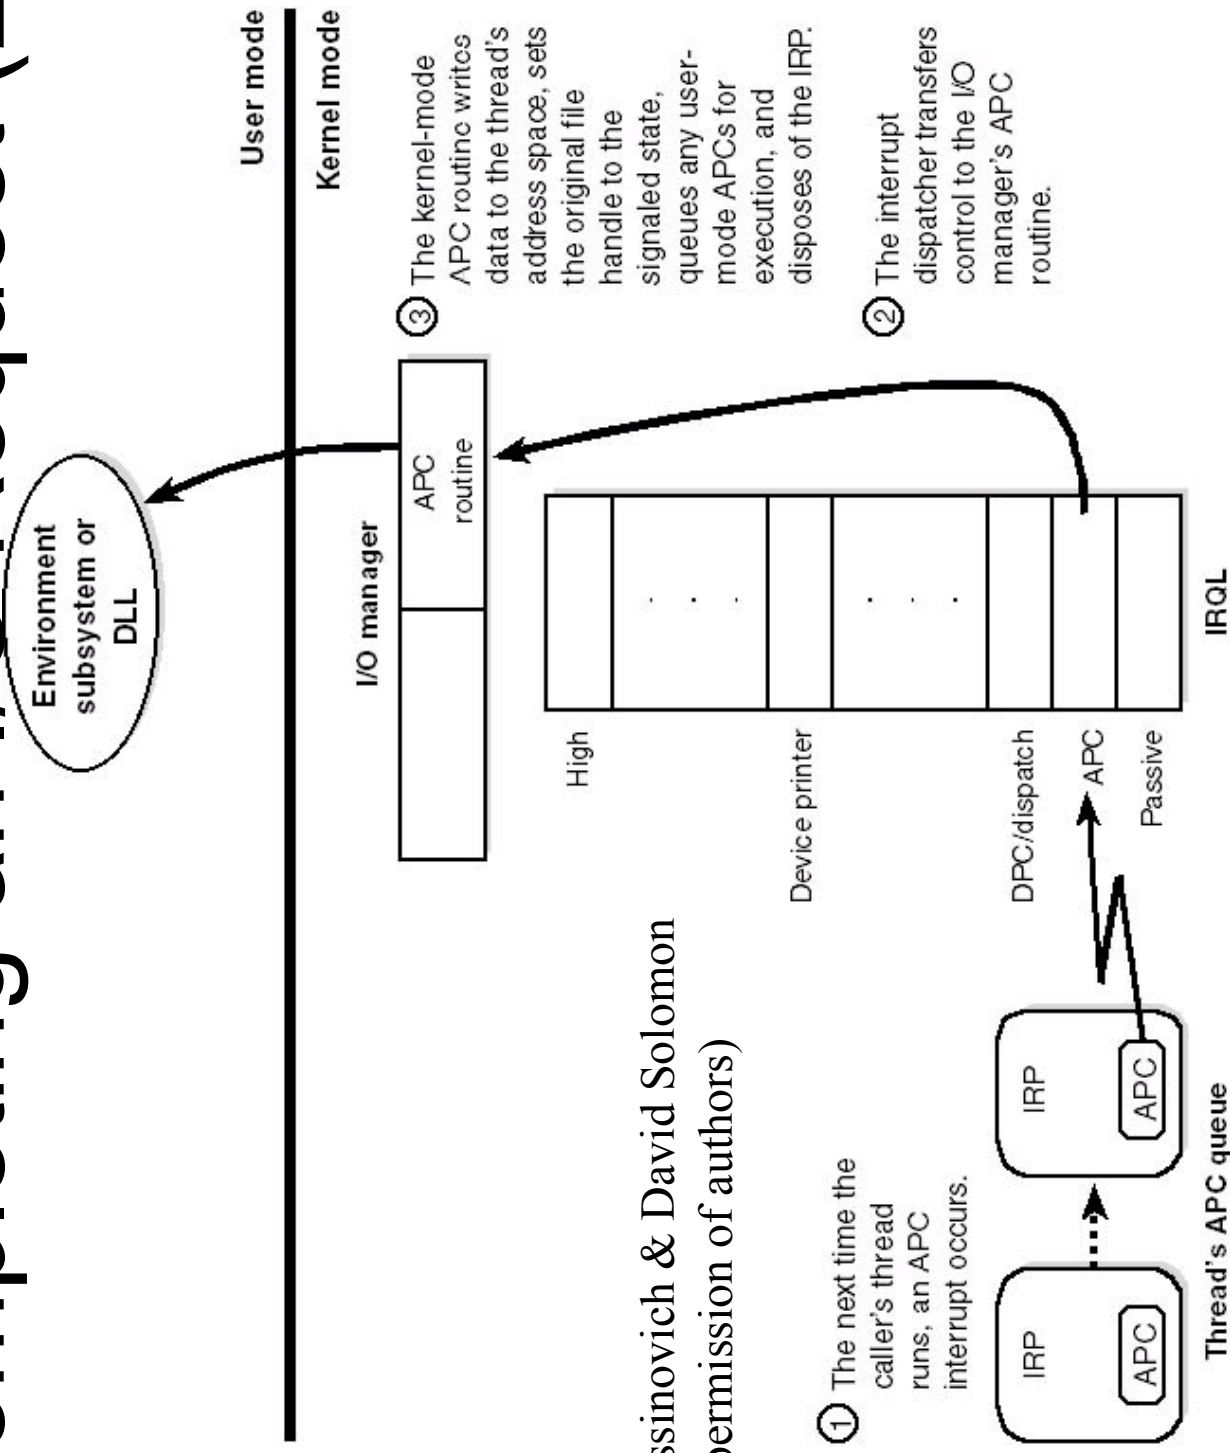 User mode
Kernel mode
Environment
subsystem or
DLL
I/O manager
APC
routine
③ The kernel-mode
APC routine writes
data to the thread's
address space, sets
the original file
handle to the
signaled state,
queues any user-
mode APCs for
execution, and
disposes of the IRP.
② The interrupt
dispatcher transfers
control to the I/O
manager's APC
routine.
High
Device printer
DPC/dispatch
APC
Passive
IRQL
ssinovich & David Solomon
permission of authors)
① The next time the
caller's thread
runs, an APC
interrupt occurs.
IRP
APC
IRP
APC
Thread's APC queue